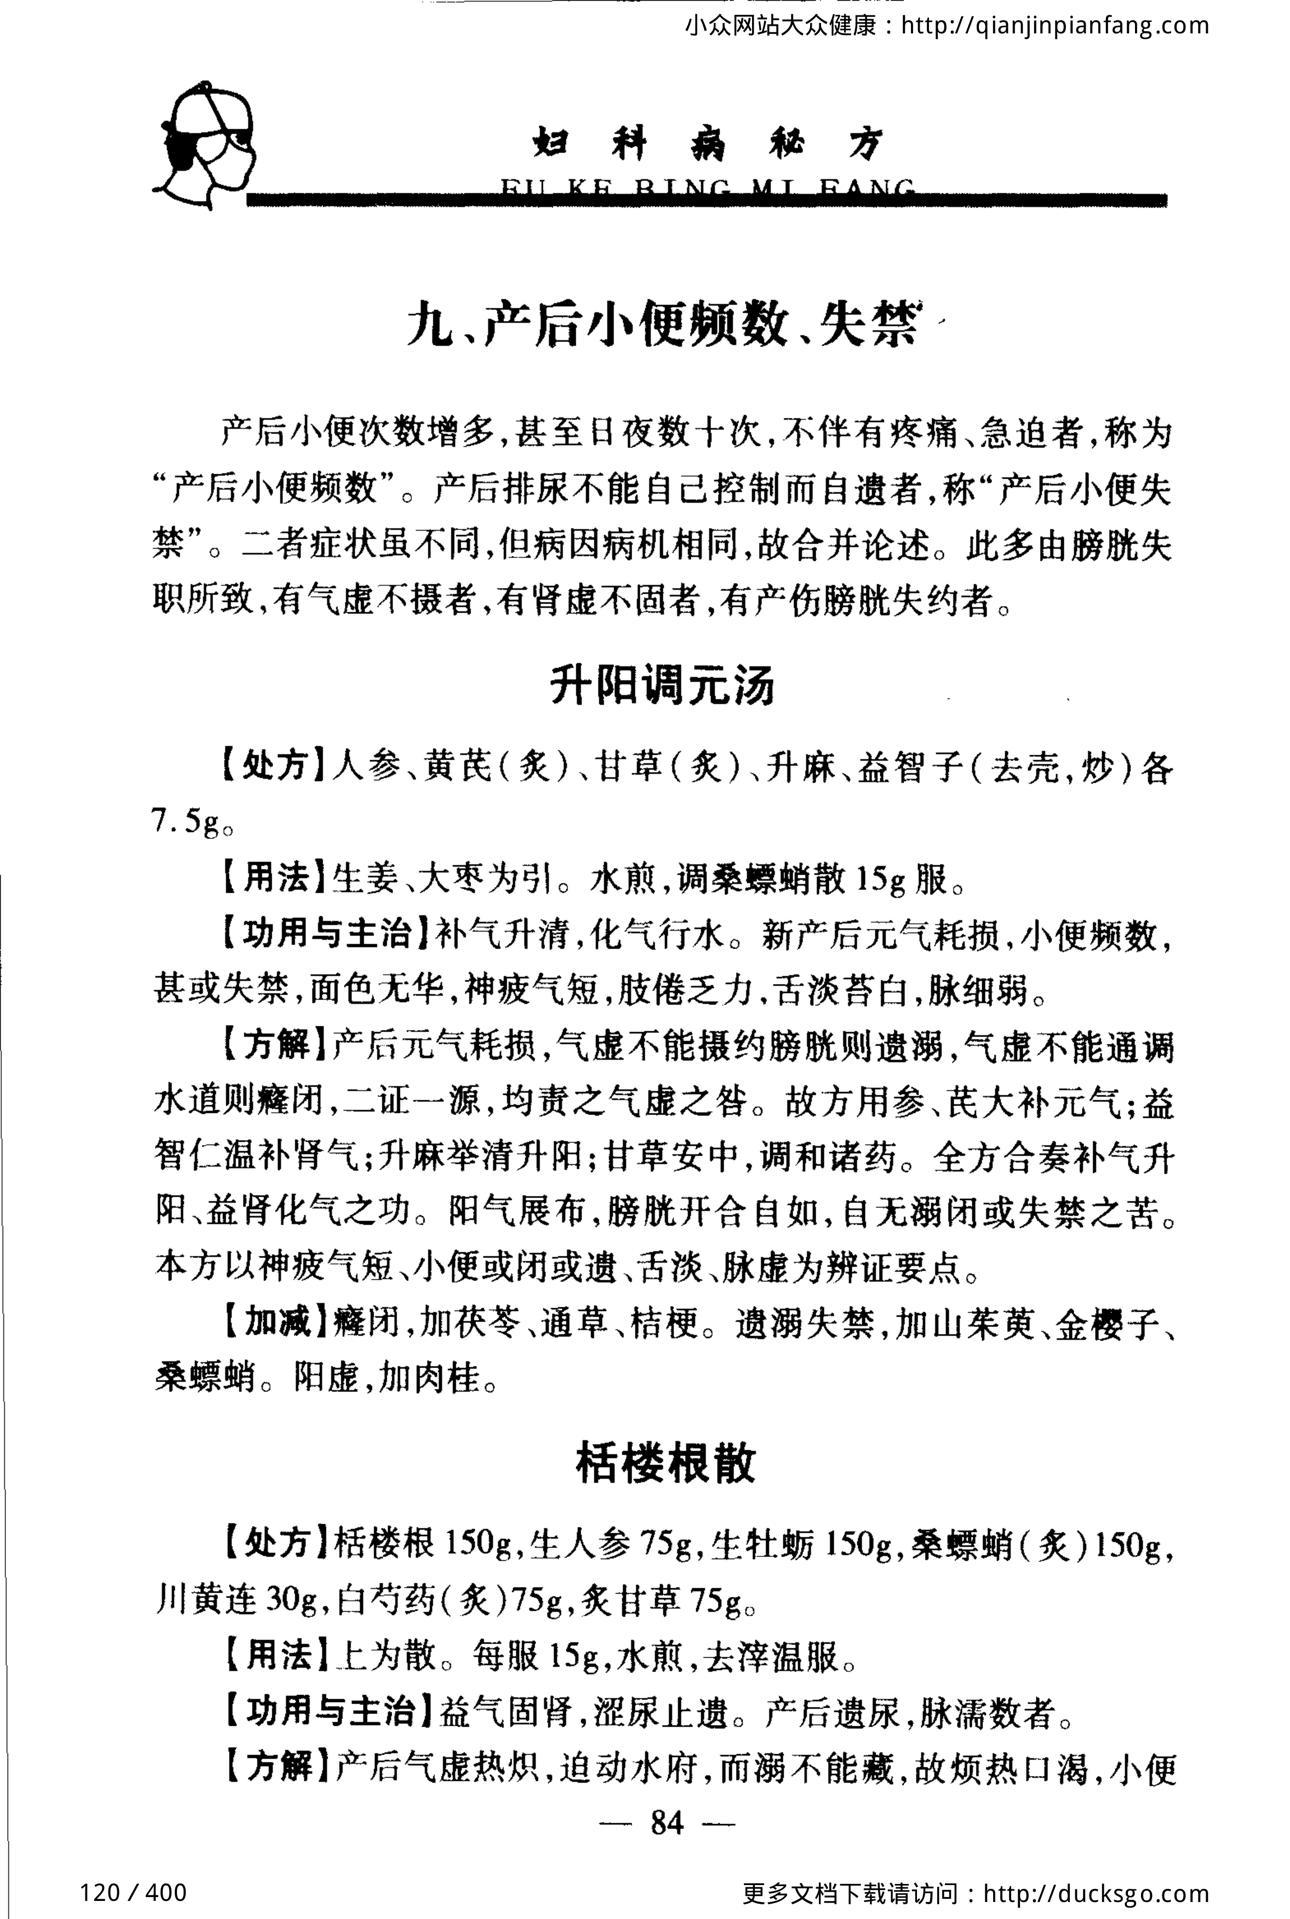 小众网站大众健康：http://qianjinpianfang.com
妇科病秘方
FU KE BING MI FANG
九、产后小便频数、失禁
产后小便次数增多,甚至日夜数十次,不伴有疼痛、急迫者,称为
“产后小便频数”。产后排尿不能自己控制而自遗者,称“产后小便失
禁”。二者症状虽不同,但病因病机相同,故合并论述。此多由膀胱失
职所致,有气虚不摄者,有肾虚不固者,有产伤膀胱失约者。
升阳调元汤
【处方】人参、黄芪(炙)、甘草(炙)、升麻、益智子(去壳,炒)各
7.5g。
【用法】生姜、大枣为引。水煎,调桑螵蛸散 15g 服。
【功用与主治】补气升清,化气行水。新产后元气耗损,小便频数,
甚或失禁,面色无华,神疲气短,肢倦乏力,舌淡苔白,脉细弱。
【方解】产后元气耗损,气虚不能摄约膀胱则遗溺,气虚不能通调
水道则癃闭,二证一源,均责之气虚之咎。故方用参、芪大补元气;益
智仁温补肾气;升麻举清升阳;甘草安中,调和诸药。全方合奏补气升
阳、益肾化气之功。阳气展布,膀胱开合自如,自无溺闭或失禁之苦。
本方以神疲气短、小便或闭或遗、舌淡、脉虚为辨证要点。
【加减】癃闭,加茯苓、通草、桔梗。遗溺失禁,加山茱萸、金樱子、
桑螵蛸。阳虚,加肉桂。
栝楼根散
【处方】栝楼根 150g,生人参 75g,生牡蛎 150g,桑螵蛸(炙)150g,
川黄连 30g,白芍药(炙)75g,炙甘草 75g。
【用法】上为散。每服 15g,水煎,去滓温服。
【功用与主治】益气固肾,涩尿止遗。产后遗尿,脉濡数者。
【方解】产后气虚热炽,迫动水府,而溺不能藏,故烦热口渴,小便
— 84 —
120 / 400
更多文档下载请访问：http://ducksgo.com